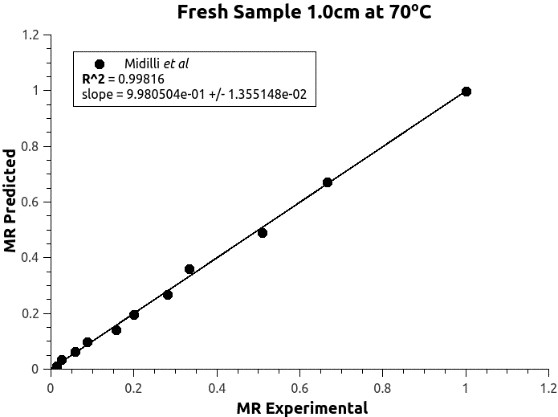 Fresh Sample 1.0cm at 70°C
Midilli et al
R^2 = 0.99816
slope = 9.980504e-01 +/- 1.355148e-02
1.2
1
0.8
0.6
0.4
0.2
0
MR Predicted
0 0.2 0.4 0.6 0.8 1 1.2
MR Experimental